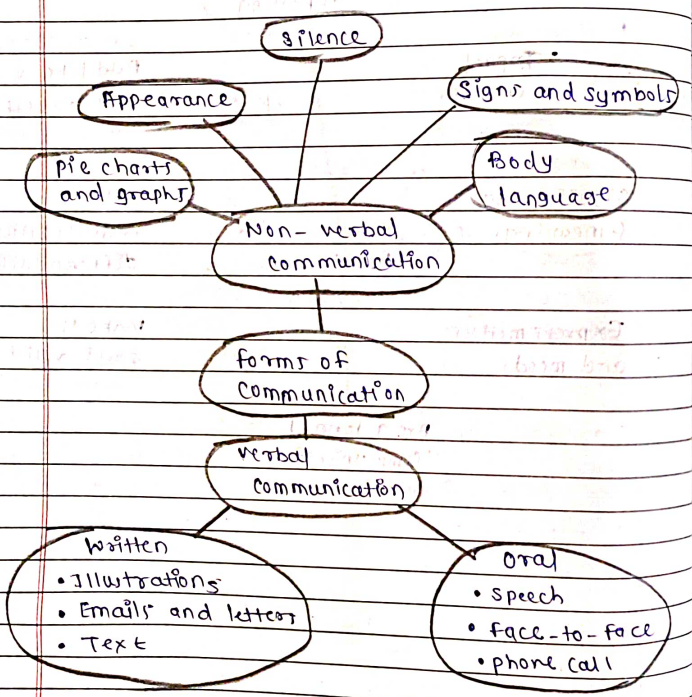 Silence
Appearance
Signs and symbols
Pie charts
and graphs
Body
language
Non-verbal
communication
forms of
communication
verbal
communication
Written
• Illustrations
• Emails and letters
• Text
Oral
• Speech
• face-to-face
• phone call